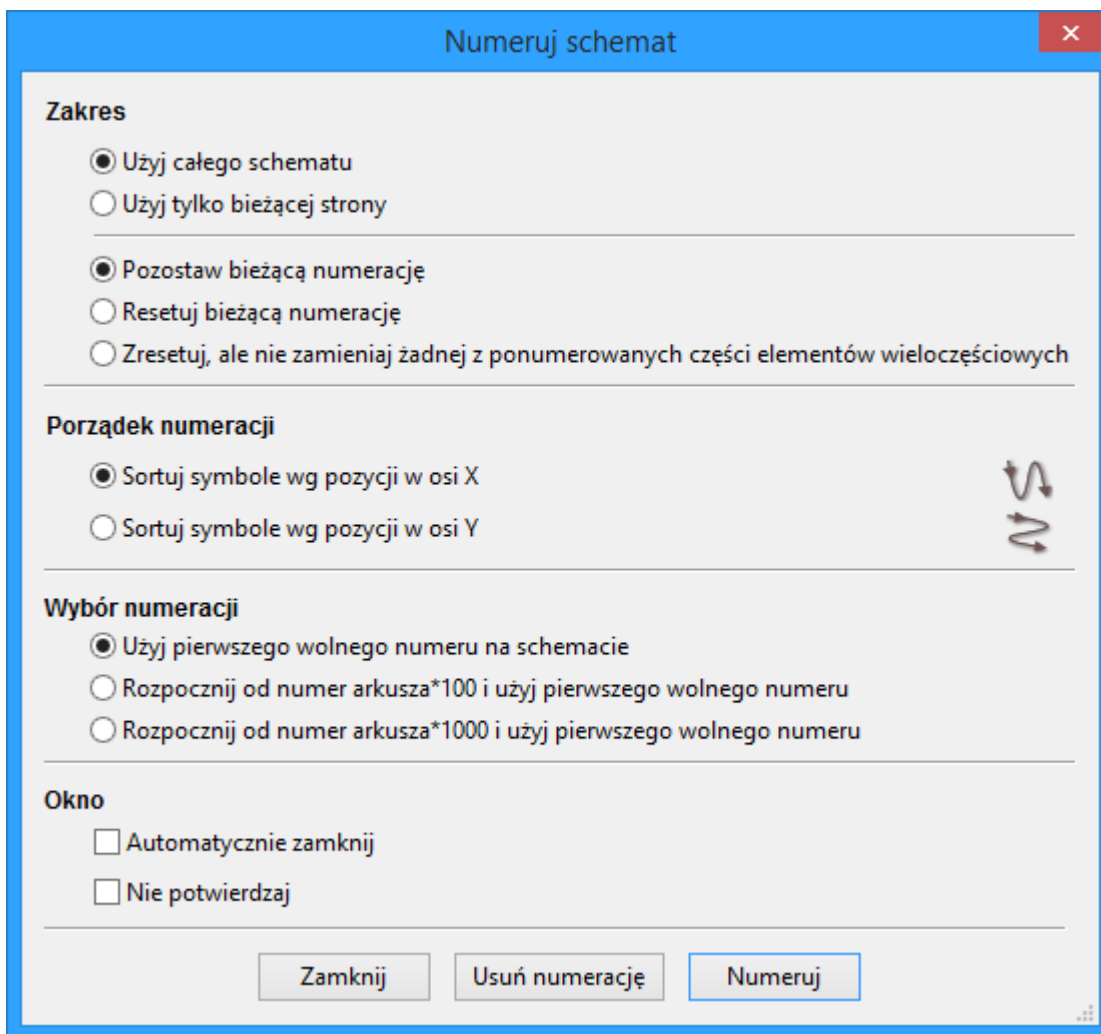 Numeruj schemat
Zakres
Użyj całego schematu
Użyj tylko bieżącej strony
Pozostaw bieżącą numerację
Resetuj bieżącą numerację
Zresetuj, ale nie zamieniaj żadnej z ponumerowanych części elementów wieloczęściowych
Porządek numeracji
Sortuj symbole wg pozycji w osi X
Sortuj symbole wg pozycji w osi Y
Wybór numeracji
Użyj pierwszego wolnego numeru na schemacie
Rozpocznij od numer arkusza*100 i użyj pierwszego wolnego numeru
Rozpocznij od numer arkusza*1000 i użyj pierwszego wolnego numeru
Okno
Automatycznie zamknij
Nie potwierdzaj
Zamknij Usuń numerację Numeruj